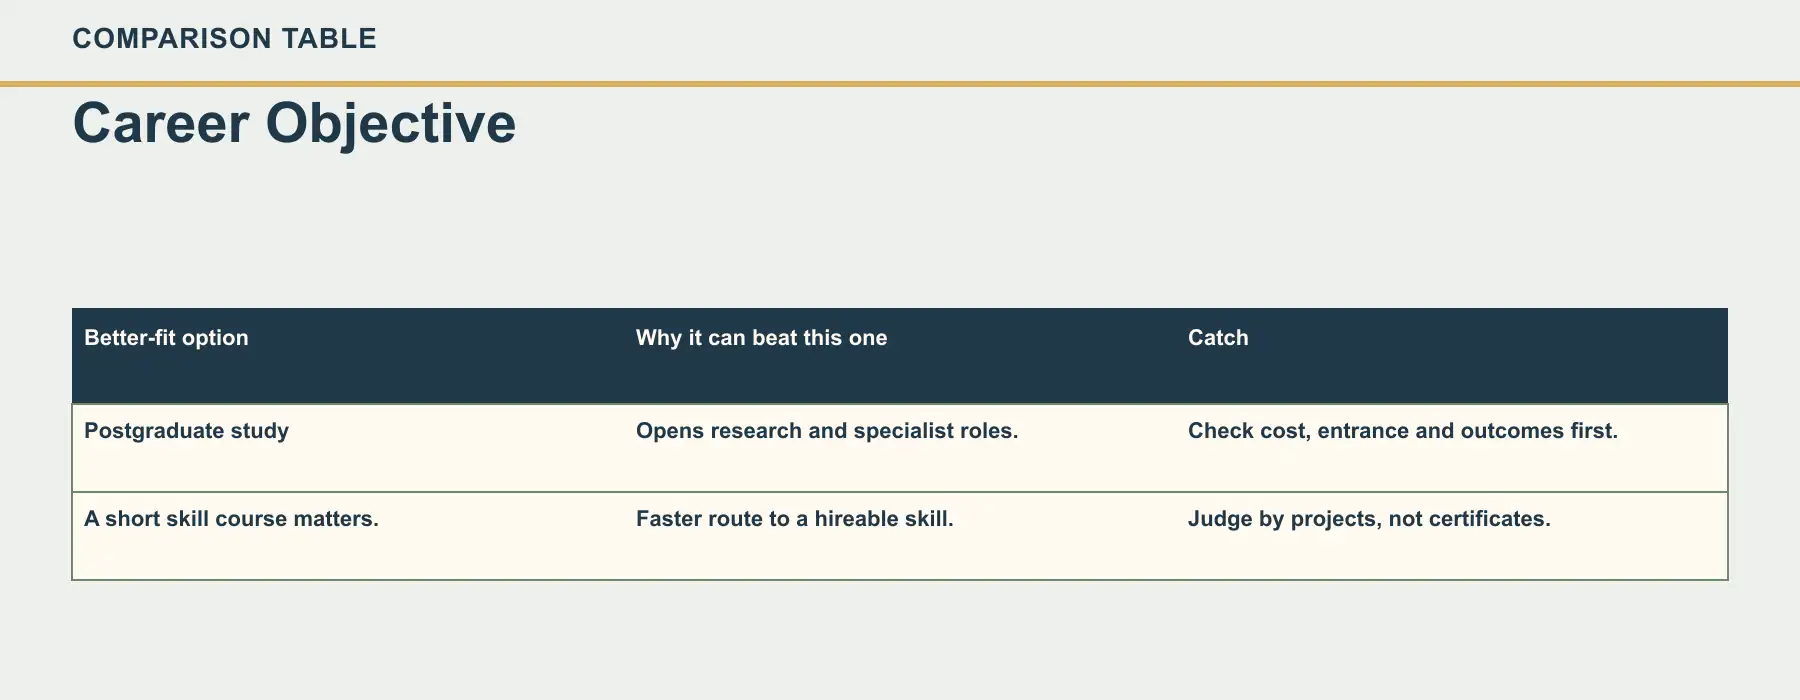 COMPARISON TABLE
Career Objective
Better-fit option Why it can beat this one Catch
Postgraduate study Opens research and specialist roles. Check cost, entrance and outcomes first.
A short skill course matters. Faster route to a hireable skill. Judge by projects, not certificates.